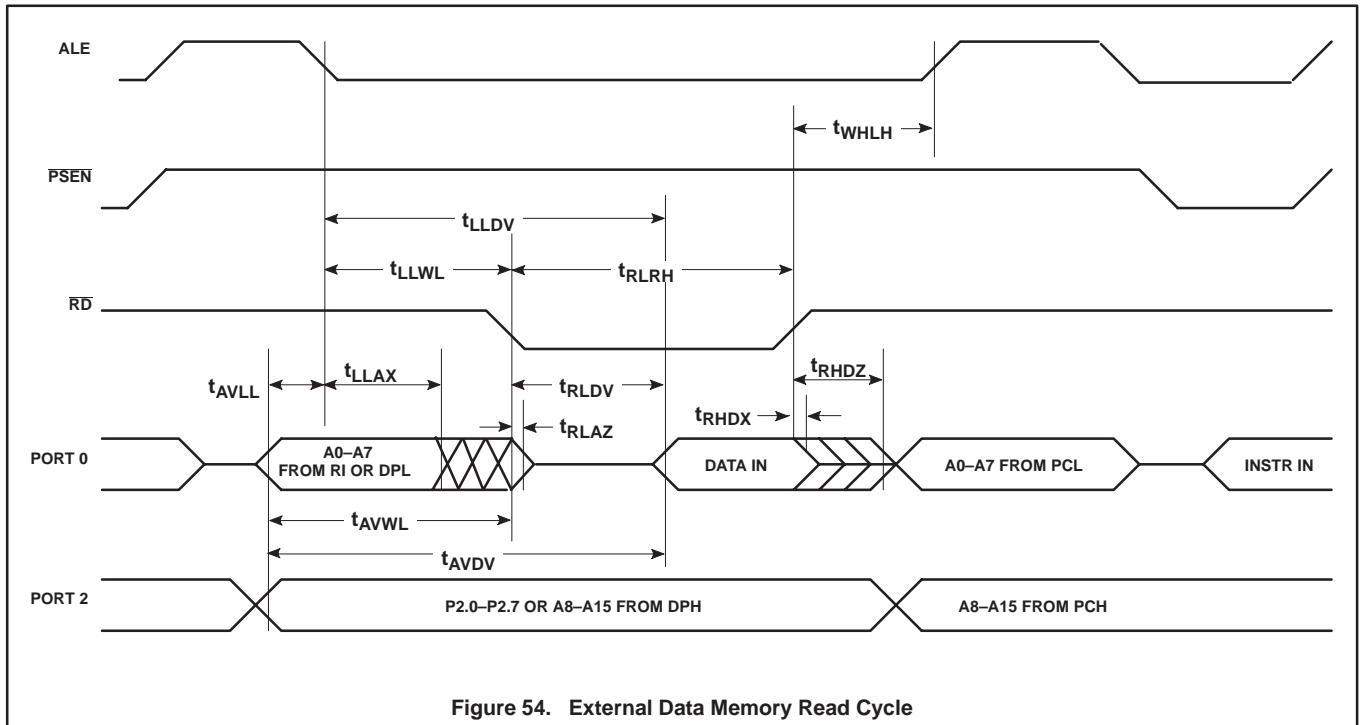 ALE
tWHLH
PSEN
tLLDV
tLLWL
tRLRH
RD
tAVLL
tLLAX
tRLDV
tRHDZ
tRLAZ
tRHDX
PORT 0
A0–A7
FROM RI OR DPL
DATA IN
A0–A7 FROM PCL
INSTR IN
tAVWL
tAVDV
PORT 2
P2.0–P2.7 OR A8–A15 FROM DPH
A8–A15 FROM PCH
Figure 54. External Data Memory Read Cycle